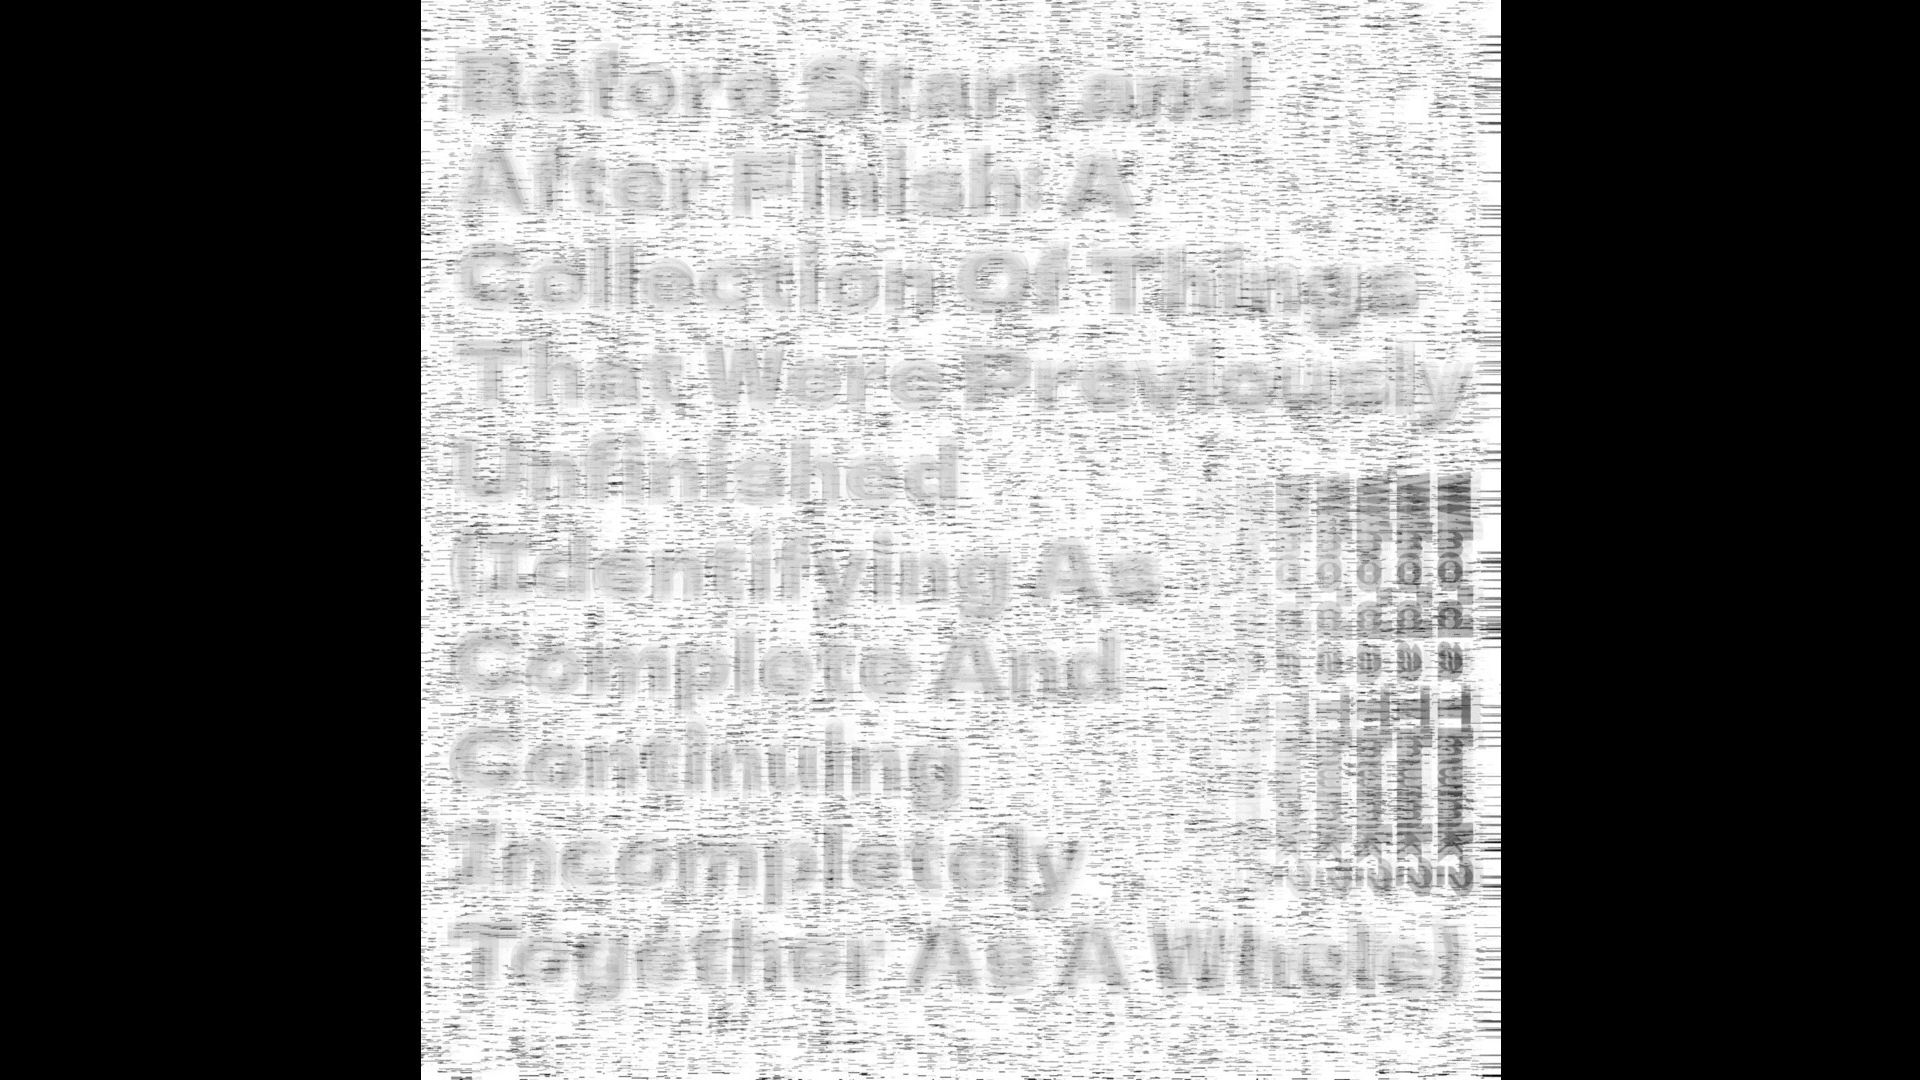 Before Start and
After Finish: A
Collection Of Things
That Were Previously
Unfinished
(Identifying As
Complete And
Continuing
Incompletely
Together As A Whole)